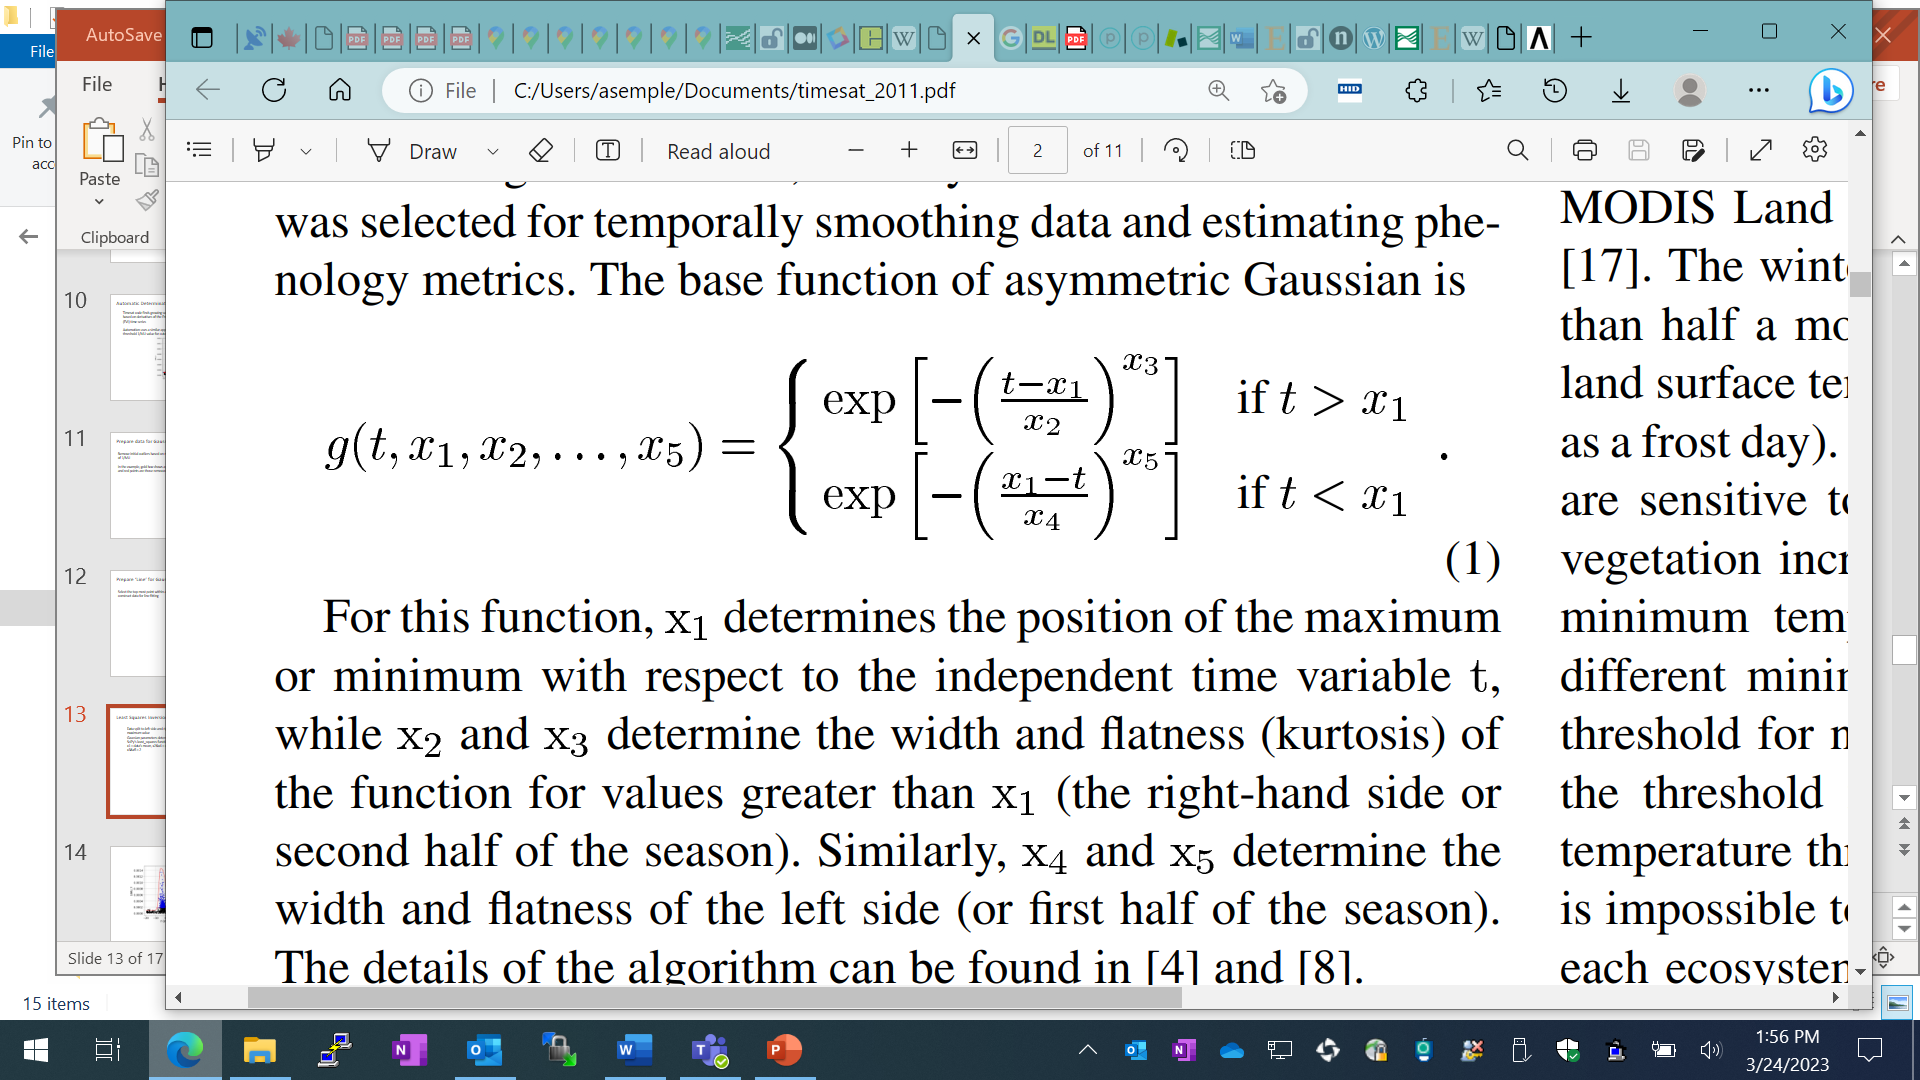 File
AutoSave
File
H
Pin to
acc
Paste
Clipboard
File
C:/Users/asemple/Documents/timesat_2011.pdf
Draw
Read aloud
2
of 11
was selected for temporally smoothing data and estimating phe-
nology metrics. The base function of asymmetric Gaussian is
g(t, x₁, x₂, . . . , x₅) = { exp [−((t−x₁)/x₂)^x₃] if t > x₁
exp [−((x₁−t)/x₄)^x₅] if t < x₁ .
(1)
For this function, x₁ determines the position of the maximum
or minimum with respect to the independent time variable t,
while x₂ and x₃ determine the width and flatness (kurtosis) of
the function for values greater than x₁ (the right-hand side or
second half of the season). Similarly, x₄ and x₅ determine the
width and flatness of the left side (or first half of the season).
The details of the algorithm can be found in [4] and [8].
MODIS Land
[17]. The wint
than half a mo
land surface te
as a frost day).
are sensitive t
vegetation incr
minimum tem
different mini
threshold for
the threshold
temperature th
is impossible t
each ecosystem
10
11
12
13
14
Slide 13 of 17
15 items
1:56 PM
3/24/2023